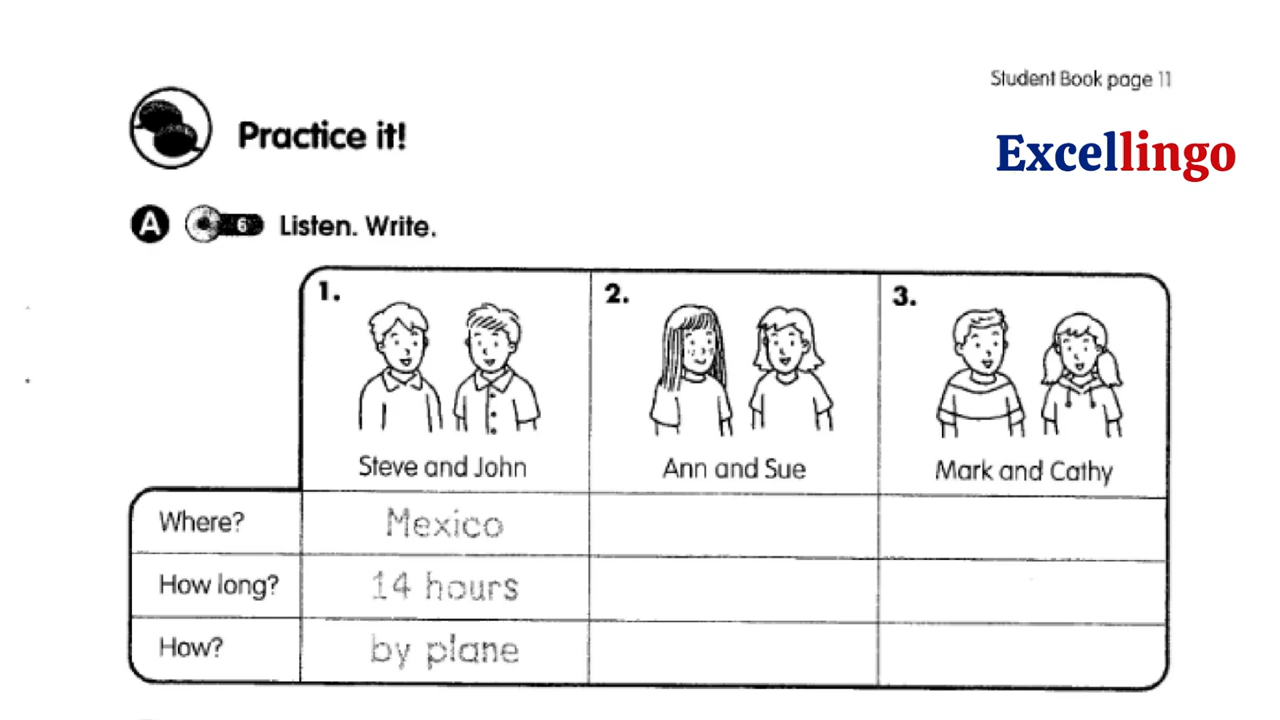 Student Book page 11
Excellingo
Practice it!
A 6 Listen. Write.
1. 2. 3.
Steve and John Ann and Sue Mark and Cathy
Where? Mexico
How long? 14 hours
How? by plane